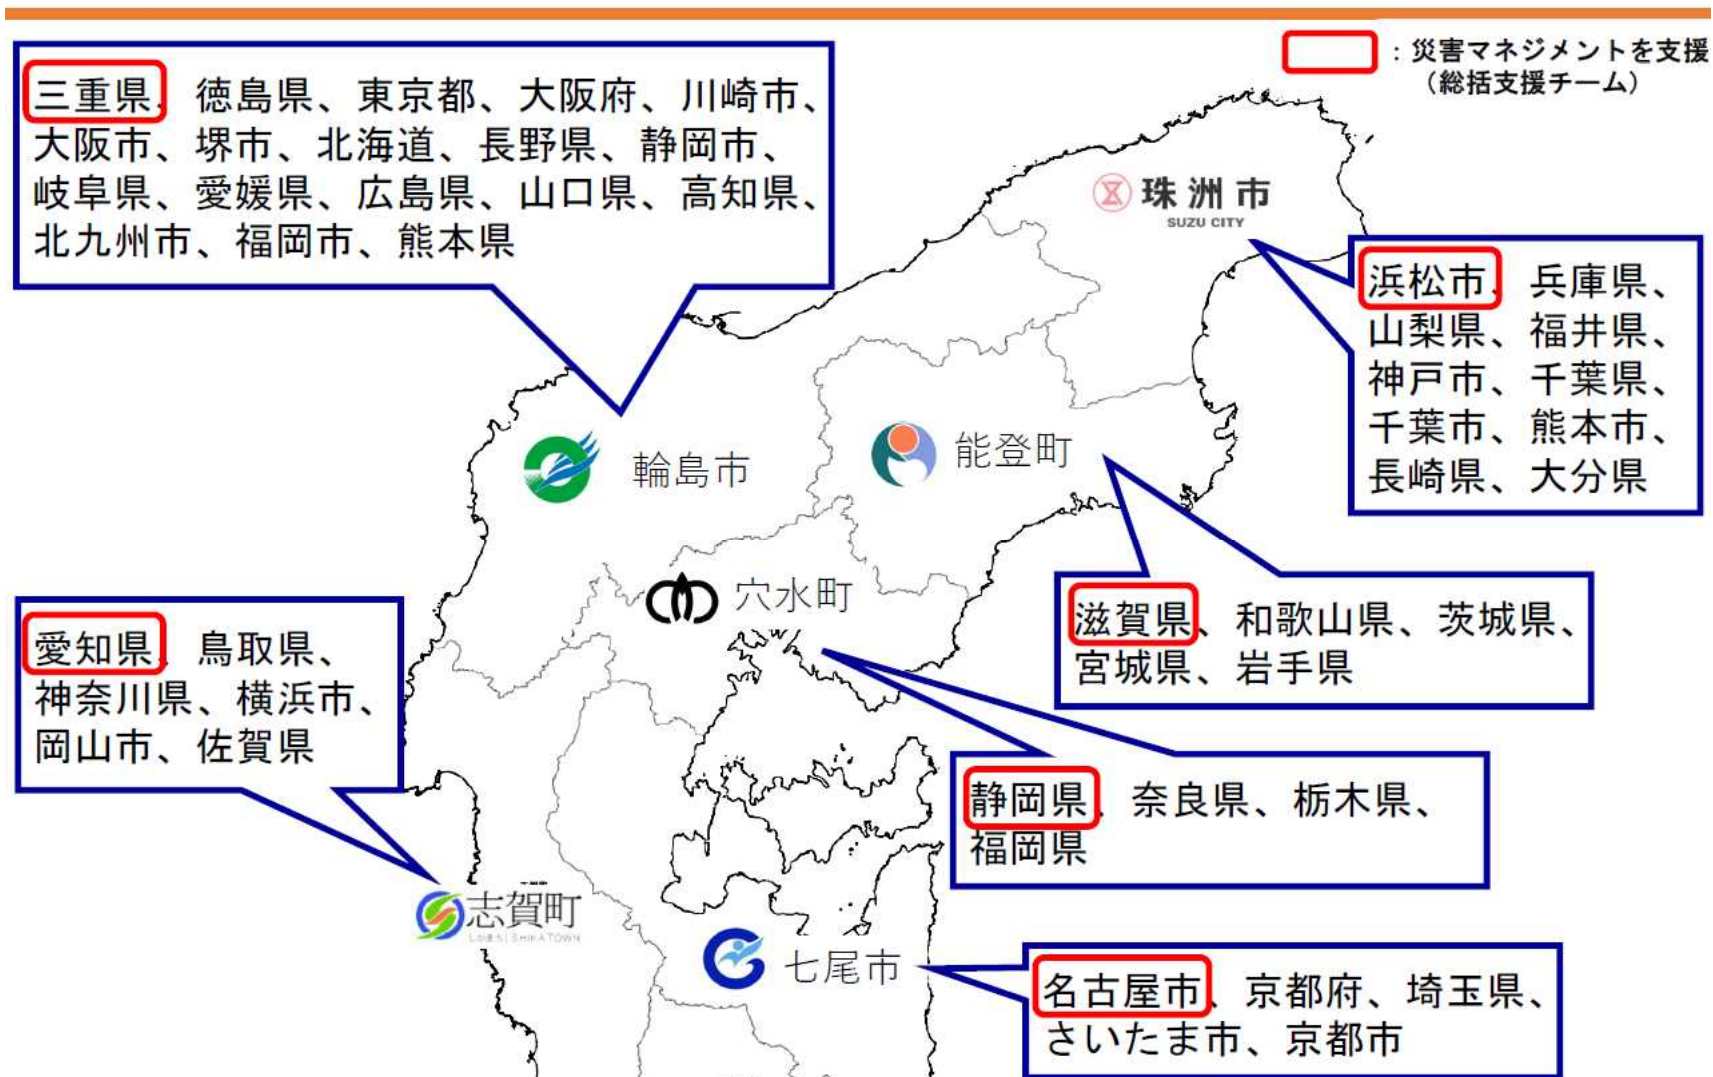 ：災害マネジメントを支援
（総括支援チーム）
三重県、徳島県、東京都、大阪府、川崎市、
大阪市、堺市、北海道、長野県、静岡市、
岐阜県、愛媛県、広島県、山口県、高知県、
北九州市、福岡市、熊本県
珠洲市
SUZU CITY
浜松市、兵庫県、
山梨県、福井県、
神戸市、千葉県、
千葉市、熊本市、
長崎県、大分県
輪島市
能登町
穴水町
滋賀県、和歌山県、茨城県、
宮城県、岩手県
愛知県、鳥取県、
神奈川県、横浜市、
岡山市、佐賀県
静岡県、奈良県、栃木県、
福岡県
志賀町
七尾市
名古屋市、京都府、埼玉県、
さいたま市、京都市